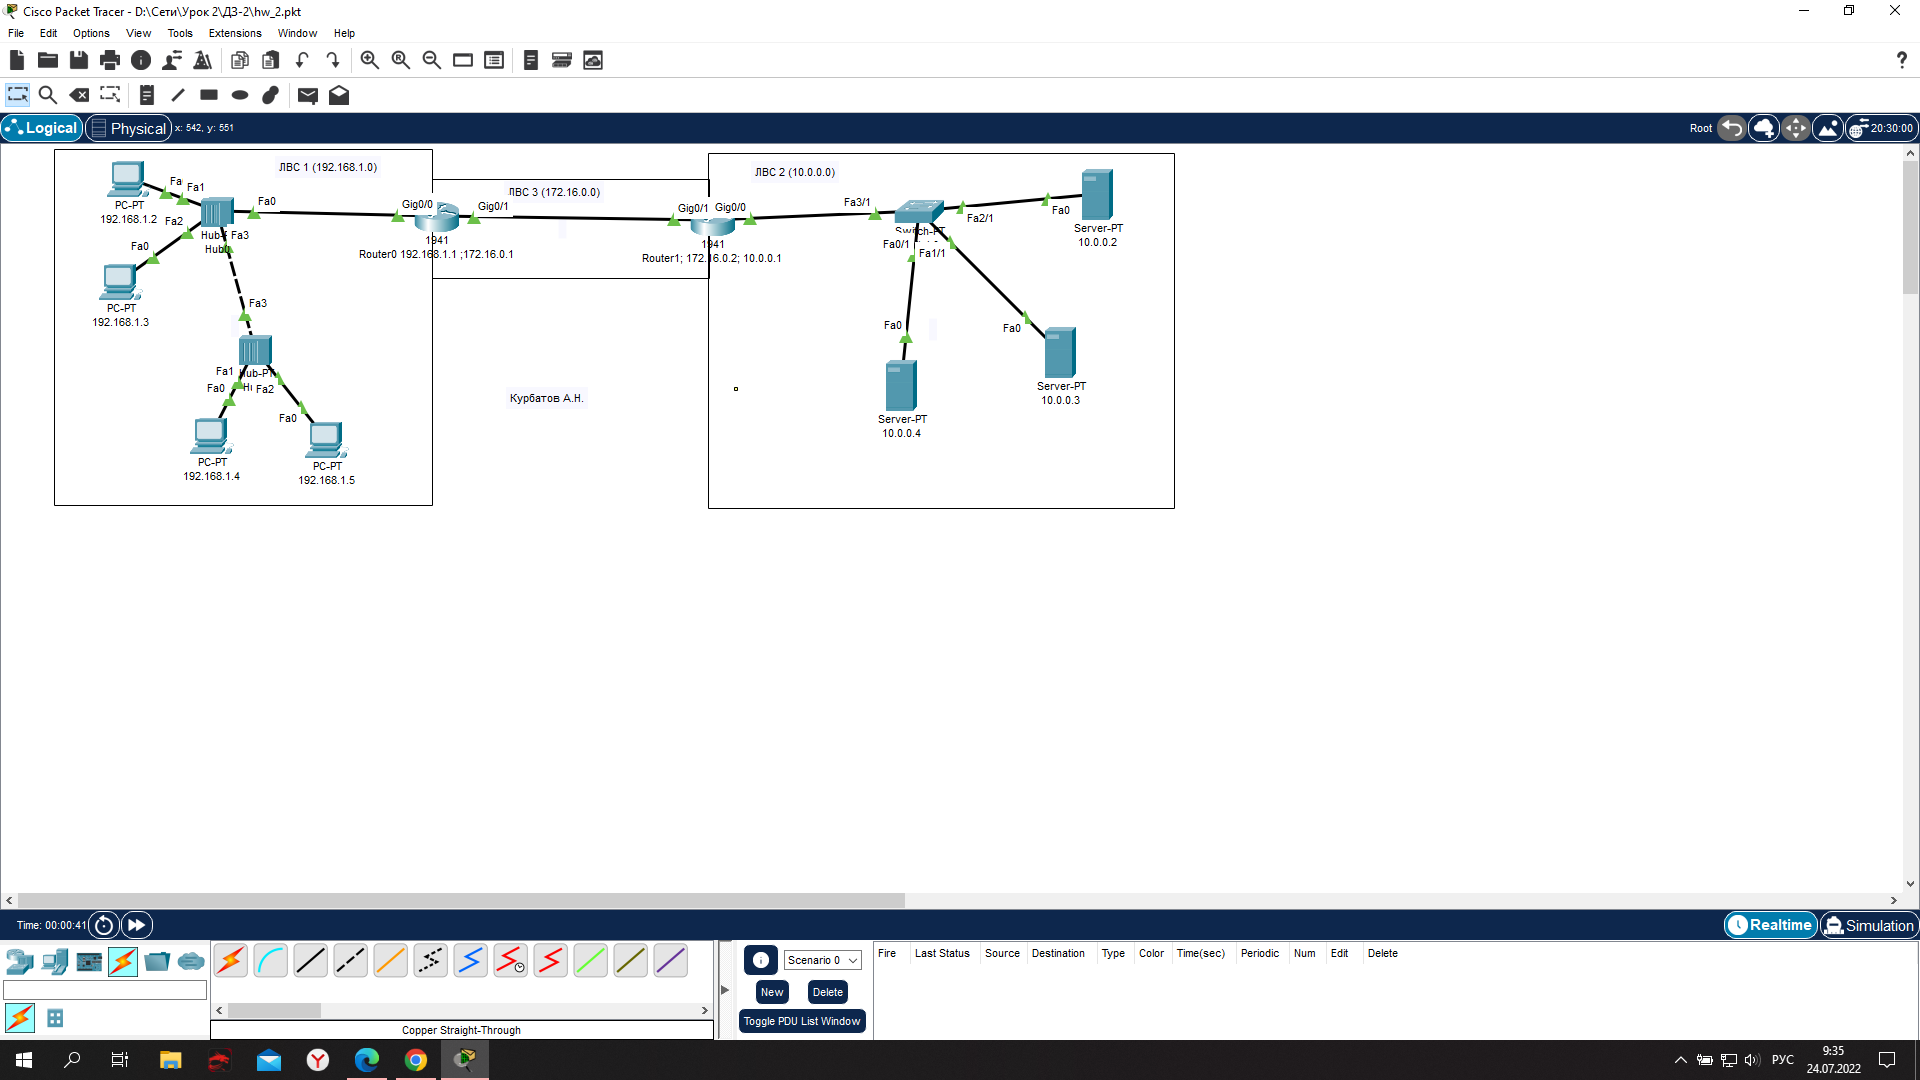 Cisco Packet Tracer - D:\Сети\Урок 2\ДЗ-2\hw_2.pkt
File Edit Options View Tools Extensions Window Help
Logical Physical x: 542, y: 551 Root 20:30:00
ЛВС 1 (192.168.1.0)
PC-PT
192.168.1.2
Fa
Fa1
Fa0
Fa2
Fa3
Hub0
Fa0
PC-PT
192.168.1.3
Fa3
Hub-PT
Fa1
Fa0
Fa2
Fa0
PC-PT
192.168.1.4
PC-PT
192.168.1.5
ЛВС 3 (172.16.0.0)
Gig0/0
Gig0/1
1941
Router0 192.168.1.1 ;172.16.0.1
Gig0/1
Gig0/0
1941
Router1; 172.16.0.2; 10.0.0.1
Курбатов А.Н.
ЛВС 2 (10.0.0.0)
Fa3/1
Switch-PT
Fa2/1
Fa0/1
Fa1/1
Fa0
Server-PT
10.0.0.2
Fa0
Server-PT
10.0.0.3
Fa0
Server-PT
10.0.0.4
Time: 00:00:41 Realtime Simulation
Scenario 0
New Delete
Toggle PDU List Window
Fire Last Status Source Destination Type Color Time(sec) Periodic Num Edit Delete
Copper Straight-Through
РУС
9:35
24.07.2022